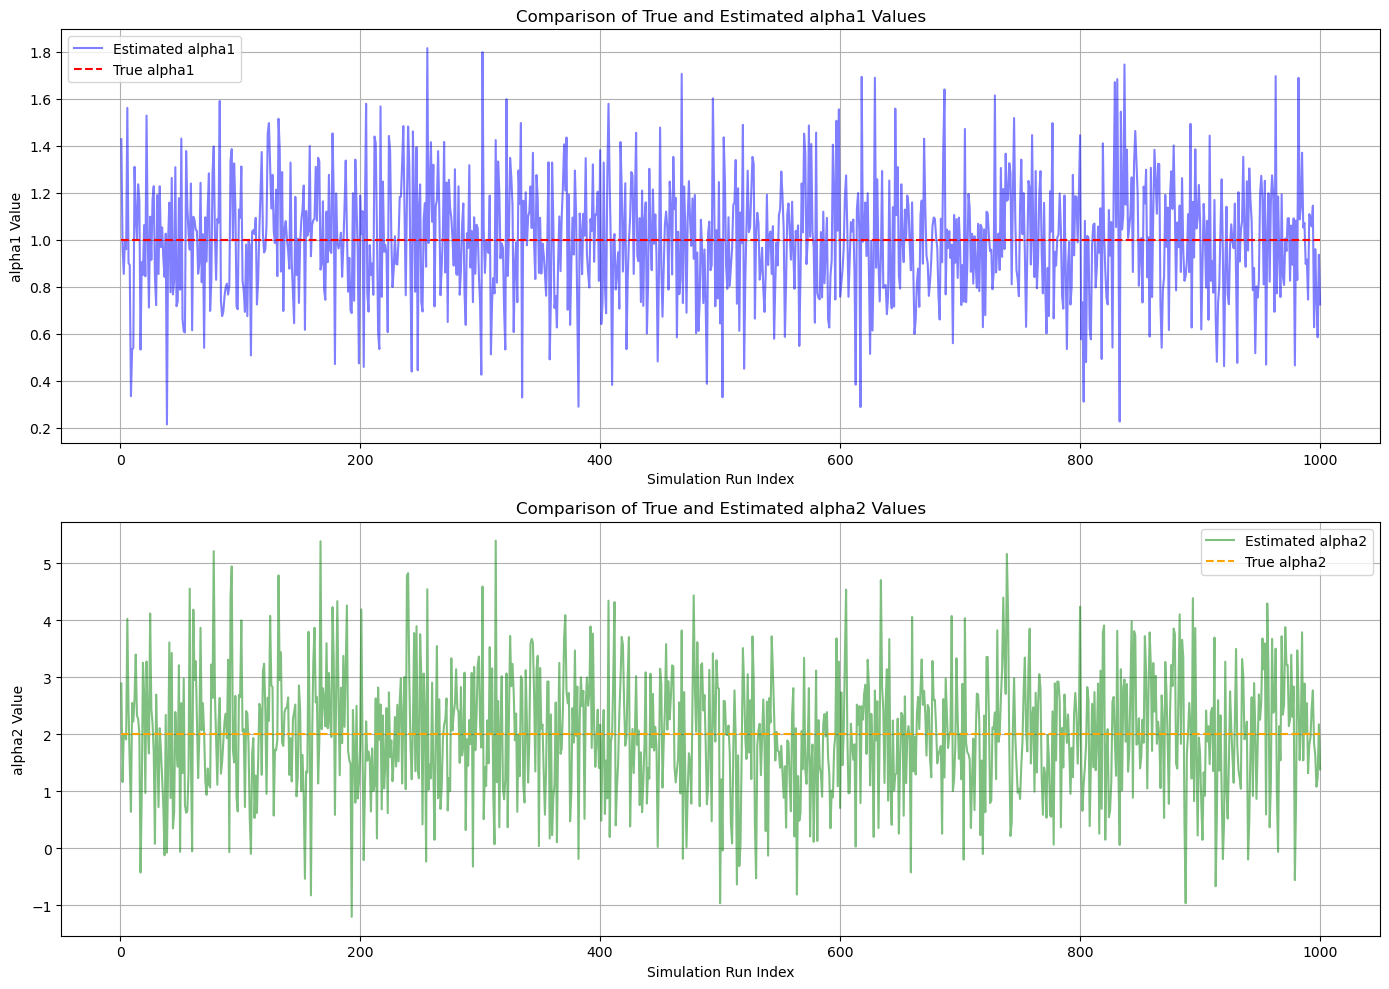 Comparison of True and Estimated alpha1 Values
Estimated alpha1
True alpha1
alpha1 Value
1.8
1.6
1.4
1.2
1.0
0.8
0.6
0.4
0.2
0 200 400 600 800 1000
Simulation Run Index
Comparison of True and Estimated alpha2 Values
Estimated alpha2
True alpha2
alpha2 Value
5
4
3
2
1
0
−1
0 200 400 600 800 1000
Simulation Run Index